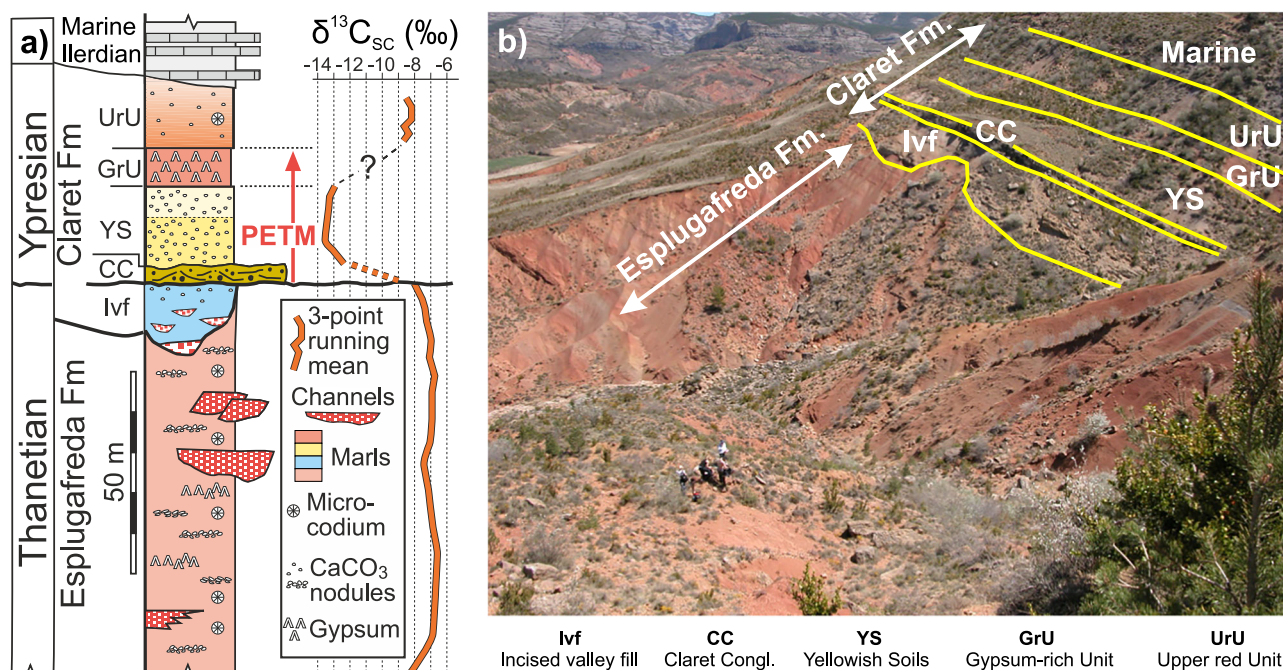 a)
Marine
Ilerdian
δ¹³C_SC (‰)
-14 -12 -10 -8 -6
Ypresian
Claret Fm
UrU
GrU
YS
CC
Ivf
PETM
?
Thanetian
Esplugafreda Fm
50 m
3-point
running
mean
Channels
Marls
Micro-
codium
CaCO₃
nodules
Gypsum
b)
Claret Fm.
Esplugafreda Fm.
Ivf
CC
YS
GrU
UrU
Marine
Ivf
Incised valley fill
CC
Claret Congl.
YS
Yellowish Soils
GrU
Gypsum-rich Unit
UrU
Upper red Unit